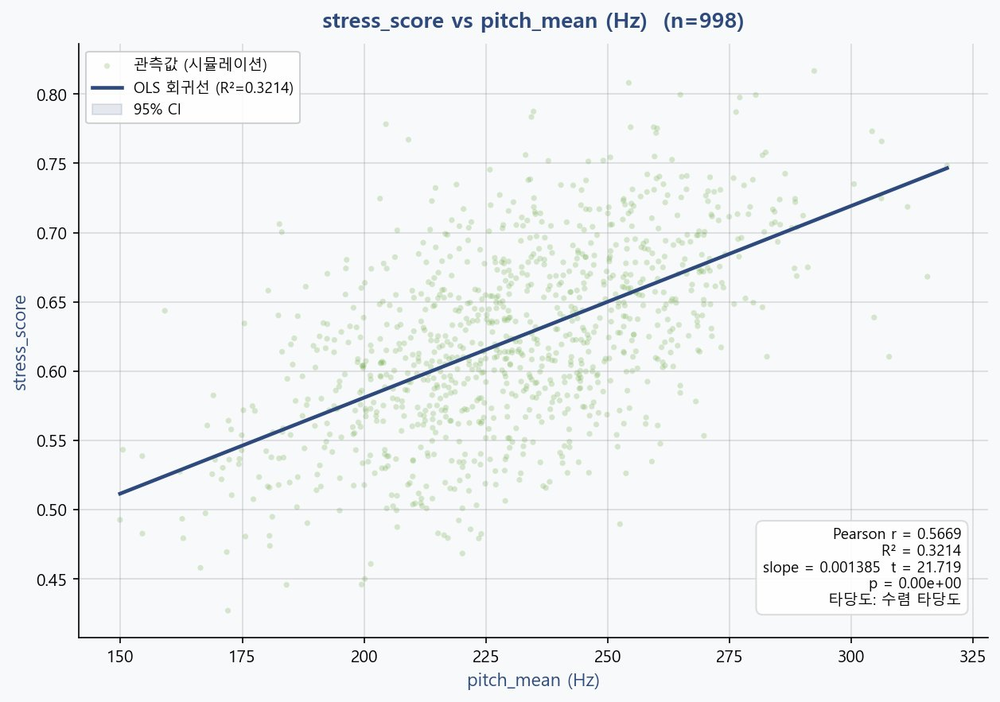 stress_score vs pitch_mean (Hz)  (n=998)
관측값 (시뮬레이션)
OLS 회귀선 (R²=0.3214)
95% CI
0.80
0.75
0.70
0.65
0.60
0.55
0.50
0.45
stress_score
Pearson r = 0.5669
R² = 0.3214
slope = 0.001385  t = 21.719
p = 0.00e+00
타당도: 수렴 타당도
150 175 200 225 250 275 300 325
pitch_mean (Hz)